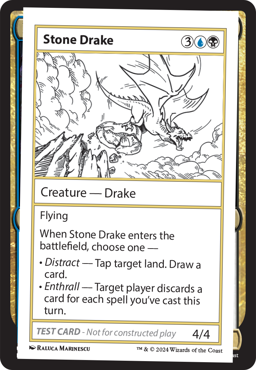 Stone Drake 3
Creature — Drake
Flying
When Stone Drake enters the
battlefield, choose one —
• Distract — Tap target land. Draw a
card.
• Enthrall — Target player discards a
card for each spell you've cast this
turn.
TEST CARD - Not for constructed play 4/4
Raluca Marinescu ™ & © 2024 Wizards of the Coast